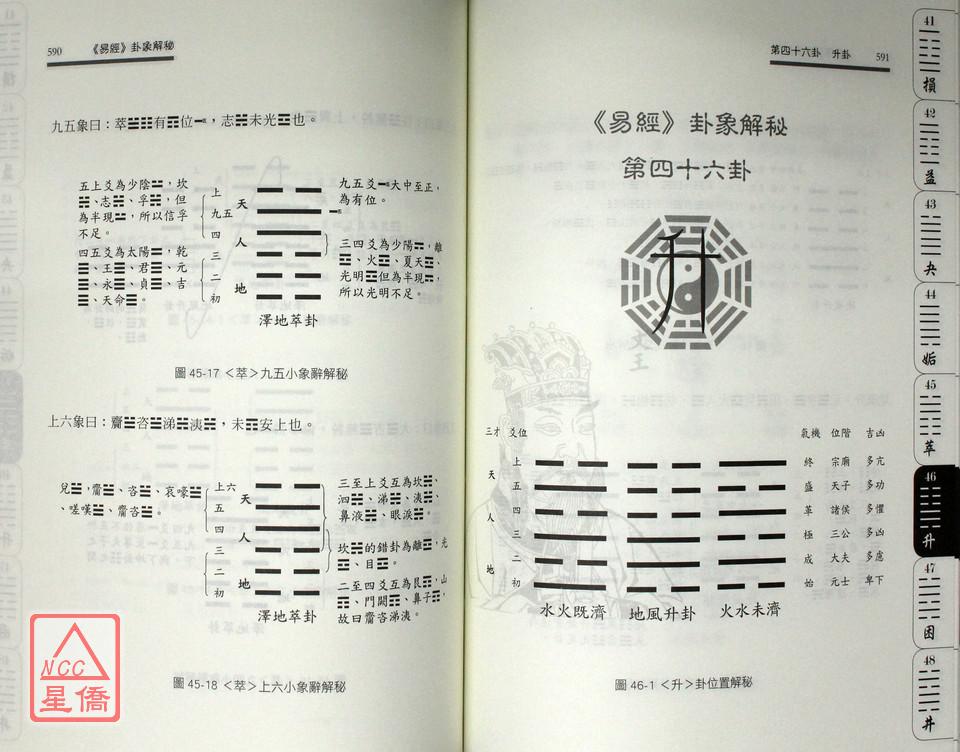 590 《易經》卦象解秘
九五象曰：萃䷬有☴位⚊，志䷜未光☲也。
五上爻為少陰⚍，坎
☵、志☵、孚☵，但
為半現⚍，所以信孚
不足。
四五爻為太陽⚌，乾
☰、王☰、君☰、元
☰、永☰、貞☰、吉
☰、天命☰。
上
九五
四
三
二
初
天
人
地
九五爻⚊大中至正，
為有位。
三四爻為少陽⚎，離
☲、火☲、夏天☲、
光明☲但為半現⚎，
所以光明不足。
澤地萃卦
圖 45-17 <萃>九五小象辭解秘
上六象曰：齎咨涕洟，未安上也。
兌☱，齎☱、咨☱、哀嚎☱
、嗟嘆☱、齎咨☱。
上六
五
四
三
二
初
天
人
地
三至上爻互為坎☵、
泗☵、涕☵、洟☵、
鼻液☵、眼淚☵。
坎☵的錯卦為離☲，光
☲、目☲。
二至四爻互為艮☶，山
☶、門闕☶、鼻子☶，
故曰齎咨涕洟。
澤地萃卦
圖 45-18 <萃>上六小象辭解秘
NCC
星僑
第四十六卦 升卦 591
《易經》卦象解秘
第四十六卦
升
文王
三才 爻位 氣機 位階 吉凶
上 終 宗廟 多亢
天
五 盛 天子 多功
四 革 諸侯 多懼
人
三 極 三公 多凶
二 成 大夫 多慮
地
初 始 元士 卑下
水火既濟 地風升卦 火水未濟
圖 46-1 <升>卦位置解秘
41
損
42
益
43
夬
44
姤
45
萃
46
升
47
困
48
井